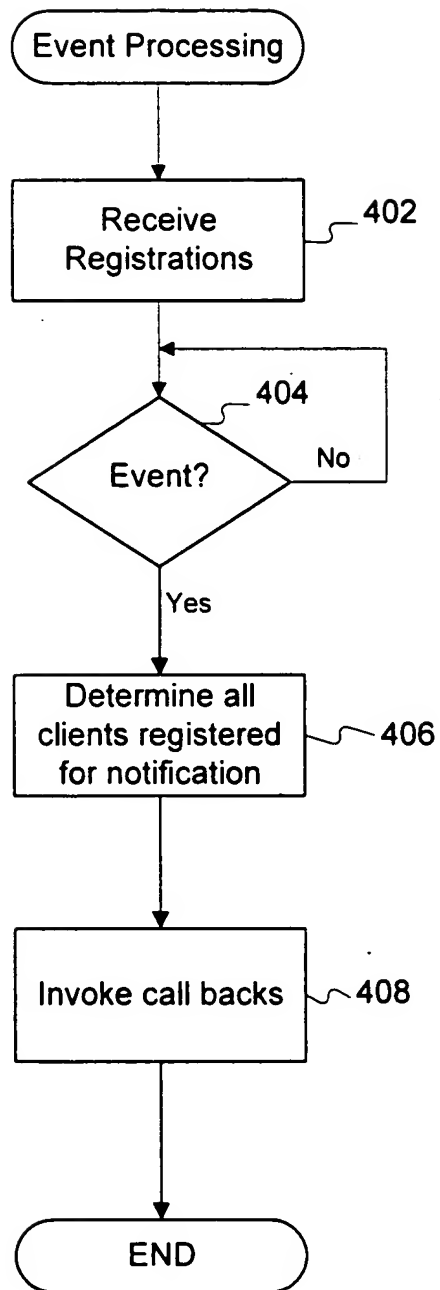 Event Processing
Receive
Registrations
402
404
Event?
No
Yes
Determine all
clients registered
for notification
406
Invoke call backs
408
END